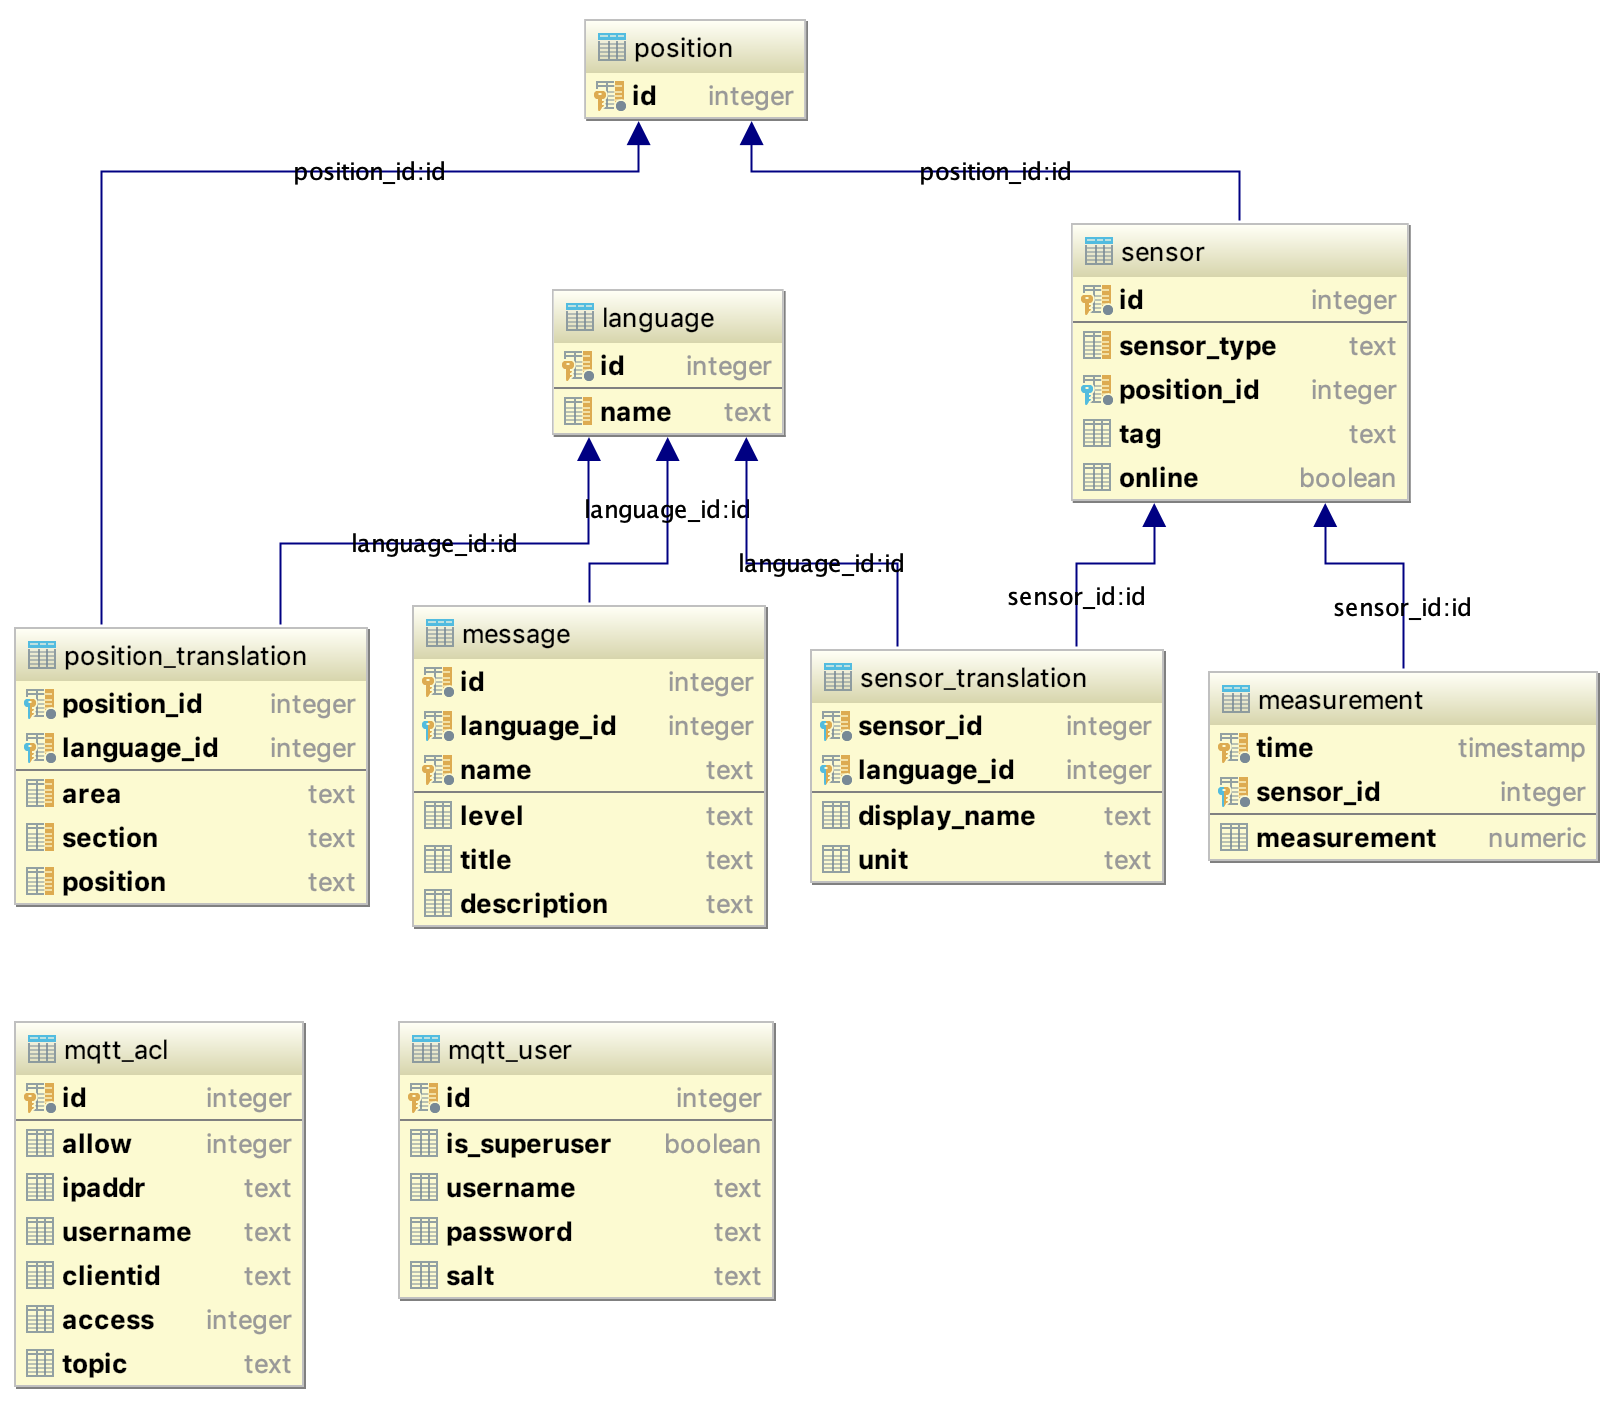 position
id integer
position_id:id
position_id:id
sensor
id integer
sensor_type text
position_id integer
tag text
online boolean
language
id integer
name text
language_id:id
language_id:id
language_id:id
sensor_id:id
sensor_id:id
position_translation
position_id integer
language_id integer
area text
section text
position text
message
id integer
language_id integer
name text
level text
title text
description text
sensor_translation
sensor_id integer
language_id integer
display_name text
unit text
measurement
time timestamp
sensor_id integer
measurement numeric
mqtt_acl
id integer
allow integer
ipaddr text
username text
clientid text
access integer
topic text
mqtt_user
id integer
is_superuser boolean
username text
password text
salt text